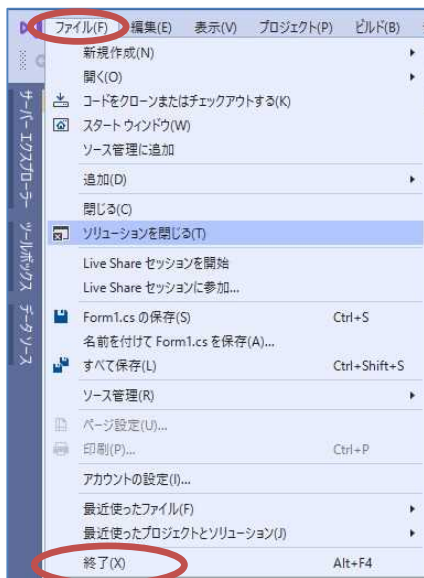 ファイル(F) 編集(E) 表示(V) プロジェクト(P) ビルド(B)
新規作成(N)
開く(O)
コードをクローンまたはチェックアウトする(K)
スタート ウィンドウ(W)
ソース管理に追加
追加(D)
閉じる(C)
ソリューションを閉じる(T)
Live Share セッションを開始
Live Share セッションに参加...
Form1.cs の保存(S) Ctrl+S
名前を付けて Form1.cs を保存(A)...
すべて保存(L) Ctrl+Shift+S
ソース管理(R)
ページ設定(U)...
印刷(P)... Ctrl+P
アカウントの設定(I)...
最近使ったファイル(F)
最近使ったプロジェクトとソリューション(J)
終了(X) Alt+F4
サーバー エクスプローラー
ツールボックス
データ ソース